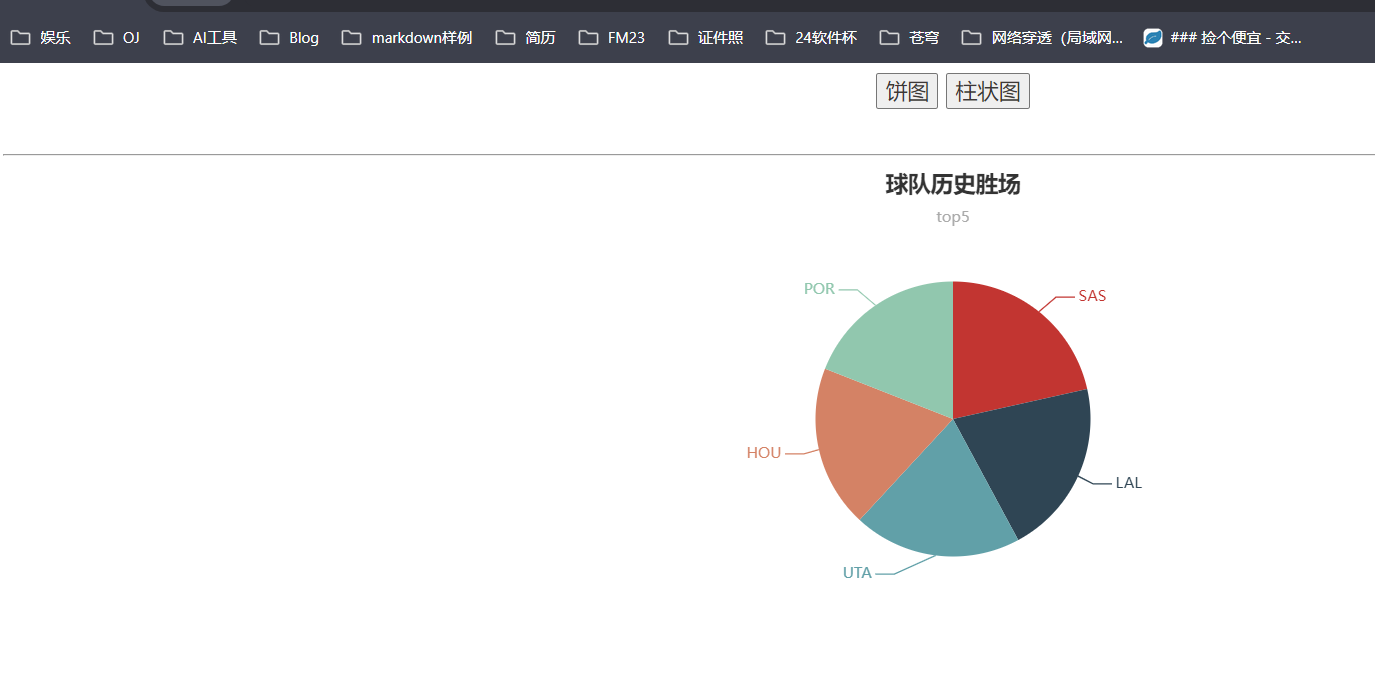 娱乐 OJ AI工具 Blog markdown样例 简历 FM23 证件照 24软件杯 苍穹 网络穿透（局域网... ### 捡个便宜 - 交...
饼图 柱状图
球队历史胜场
top5
POR SAS
HOU LAL
UTA